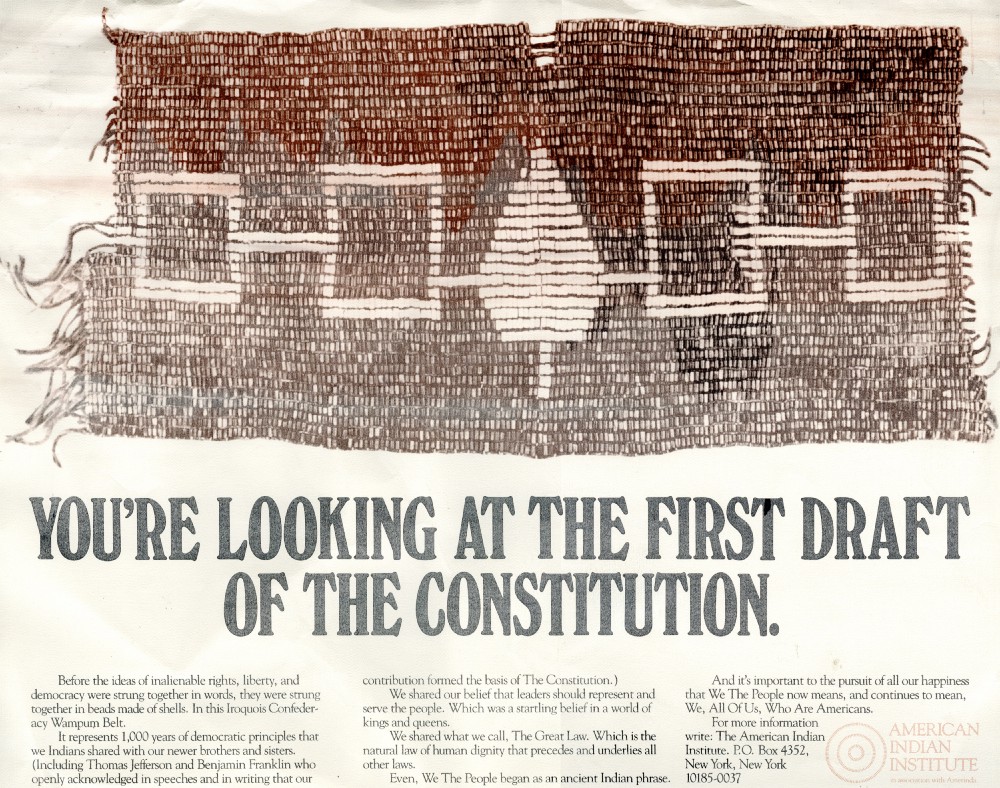 YOU'RE LOOKING AT THE FIRST DRAFT
OF THE CONSTITUTION.
Before the ideas of inalienable rights, liberty, and
democracy were strung together in words, they were strung
together in beads made of shells. In this Iroquois Confeder-
acy Wampum Belt.
It represents 1,000 years of democratic principles that
we Indians shared with our newer brothers and sisters.
(Including Thomas Jefferson and Benjamin Franklin who
openly acknowledged in speeches and in writing that our
contribution formed the basis of The Constitution.)
We shared our belief that leaders should represent and
serve the people. Which was a startling belief in a world of
kings and queens.
We shared what we call, The Great Law. Which is the
natural law of human dignity that precedes and underlies all
other laws.
Even, We The People began as an ancient Indian phrase.
And it's important to the pursuit of all our happiness
that We The People now means, and continues to mean,
We, All Of Us, Who Are Americans.
For more information
write: The American Indian
Institute. P.O. Box 4352,
New York, New York
10185-0037
AMERICAN
INDIAN
INSTITUTE
in association with Amerinda